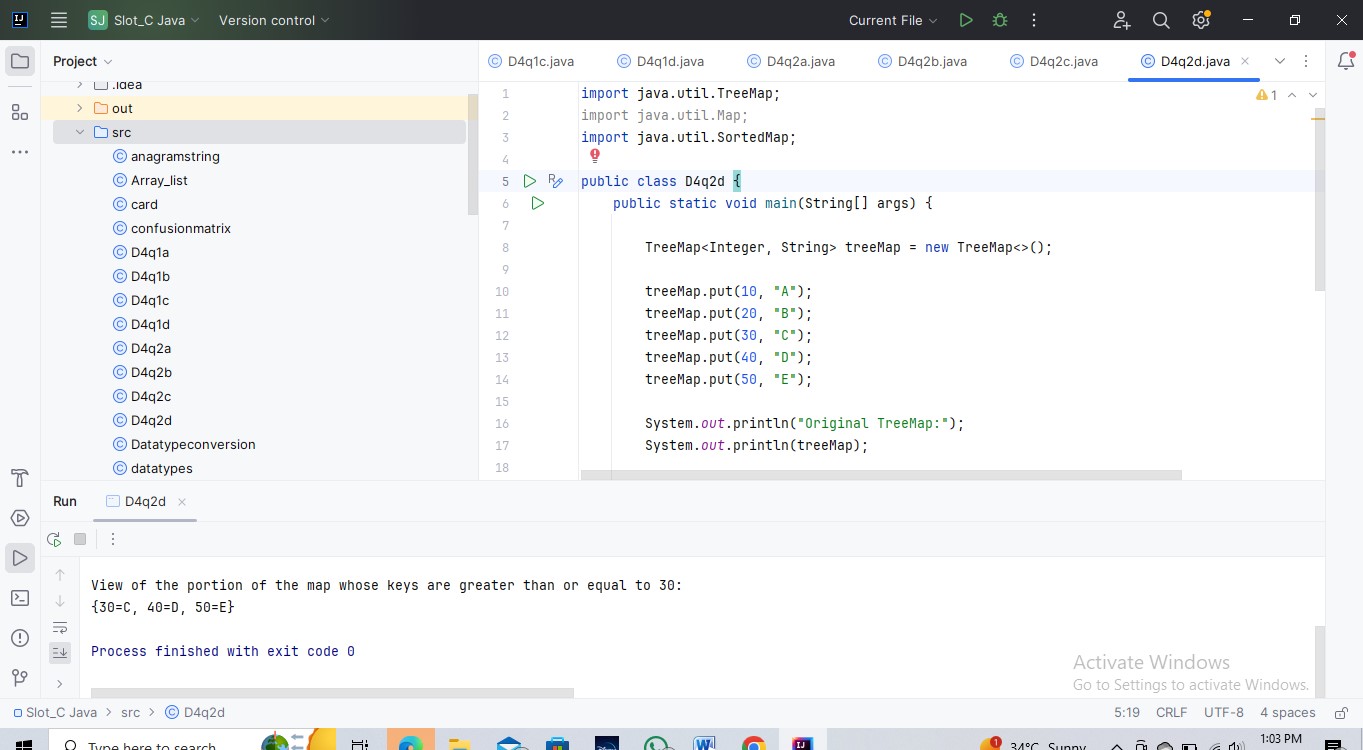 SJ Slot_C Java Version control Current File
Project
D4q1c.java D4q1d.java D4q2a.java D4q2b.java D4q2c.java D4q2d.java
.idea
out
src
anagramstring
Array_list
card
confusionmatrix
D4q1a
D4q1b
D4q1c
D4q1d
D4q2a
D4q2b
D4q2c
D4q2d
Datatypeconversion
datatypes
1 import java.util.TreeMap;
1
2 import java.util.Map;
3 import java.util.SortedMap;
4
5 public class D4q2d {
6 public static void main(String[] args) {
7
8 TreeMap<Integer, String> treeMap = new TreeMap<>();
9
10 treeMap.put(10, "A");
11 treeMap.put(20, "B");
12 treeMap.put(30, "C");
13 treeMap.put(40, "D");
14 treeMap.put(50, "E");
15
16 System.out.println("Original TreeMap:");
17 System.out.println(treeMap);
18
Run D4q2d
View of the portion of the map whose keys are greater than or equal to 30:
{30=C, 40=D, 50=E}
Process finished with exit code 0
Activate Windows
Go to Settings to activate Windows.
Slot_C Java > src > D4q2d 5:19 CRLF UTF-8 4 spaces
Type here to search
1 34°C Sunny
1:03 PM